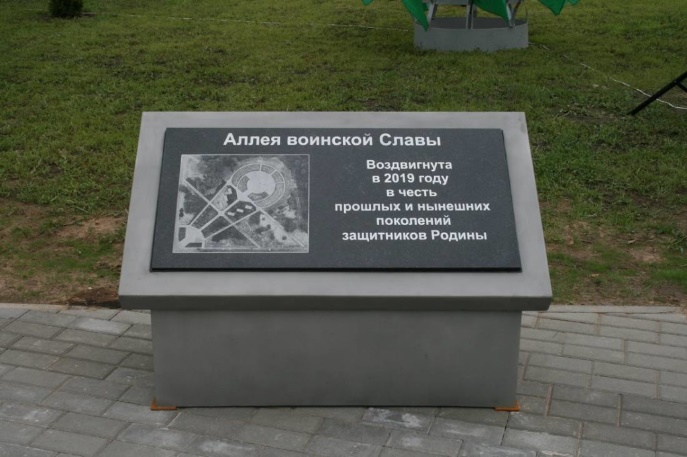 Аллея воинской Славы
Воздвигнута
в 2019 году
в честь
прошлых и нынешних
поколений
защитников Родины